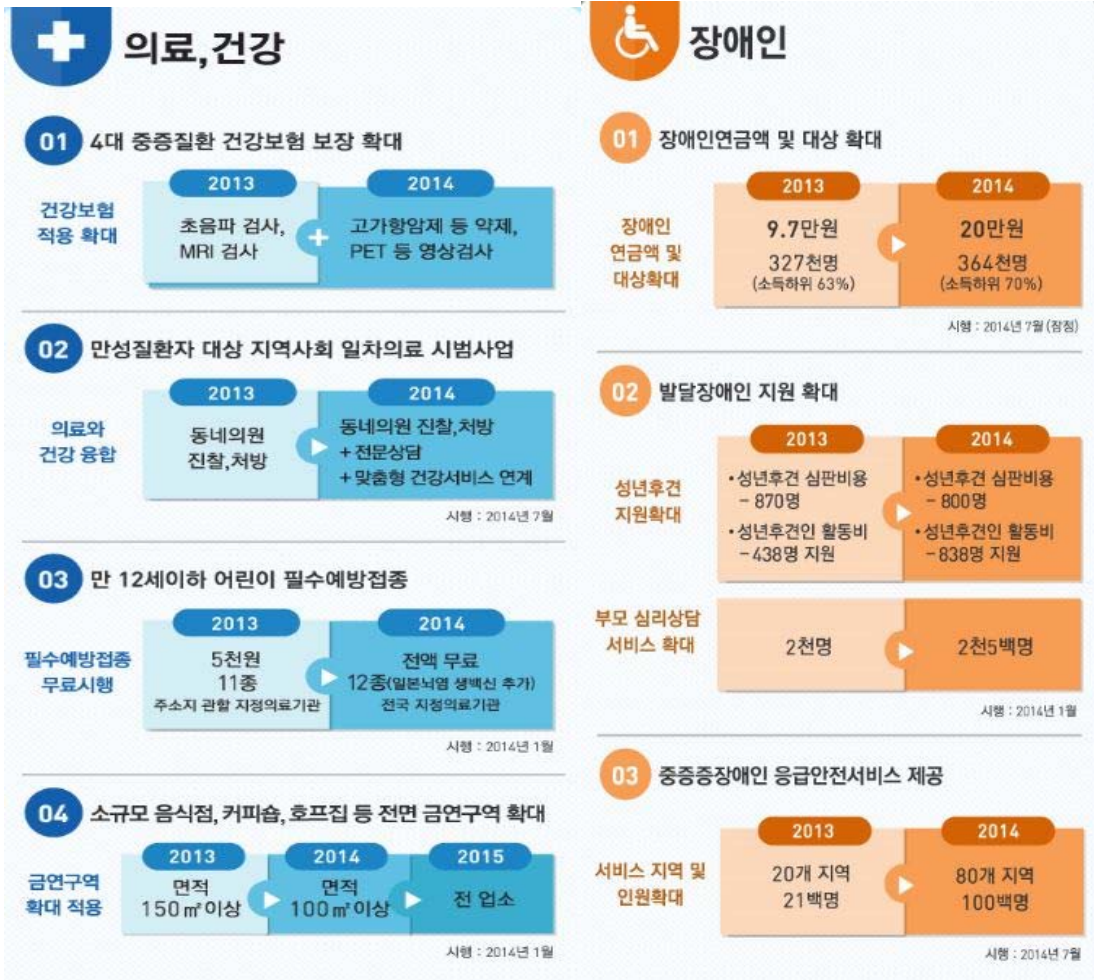 의료,건강
01 4대 중증질환 건강보험 보장 확대
건강보험
적용 확대
2013
초음파 검사,
MRI 검사
2014
고가항암제 등 약제,
PET 등 영상검사
02 만성질환자 대상 지역사회 일차의료 시범사업
의료와
건강 융합
2013
동네의원
진찰,처방
2014
동네의원 진찰,처방
+전문상담
+맞춤형 건강서비스 연계
시행 : 2014년 7월
03 만 12세이하 어린이 필수예방접종
필수예방접종
무료시행
2013
5천원
11종
주소지 관할 지정의료기관
2014
전액 무료
12종(일본뇌염 생백신 추가)
전국 지정의료기관
시행 : 2014년 1월
04 소규모 음식점, 커피숍, 호프집 등 전면 금연구역 확대
금연구역
확대 적용
2013
면적
150㎡이상
2014
면적
100㎡이상
2015
전 업소
시행 : 2014년 1월
장애인
01 장애인연금액 및 대상 확대
장애인
연금액 및
대상확대
2013
9.7만원
327천명
(소득하위 63%)
2014
20만원
364천명
(소득하위 70%)
시행 : 2014년 7월 (잠정)
02 발달장애인 지원 확대
성년후견
지원확대
2013
•성년후견 심판비용
- 870명
•성년후견인 활동비
-438명 지원
2014
•성년후견 심판비용
- 800명
•성년후견인 활동비
-838명 지원
부모 심리상담
서비스 확대
2천명
2천5백명
시행 : 2014년 1월
03 중증증장애인 응급안전서비스 제공
서비스 지역 및
인원확대
2013
20개 지역
21백명
2014
80개 지역
100백명
시행 : 2014년 7월